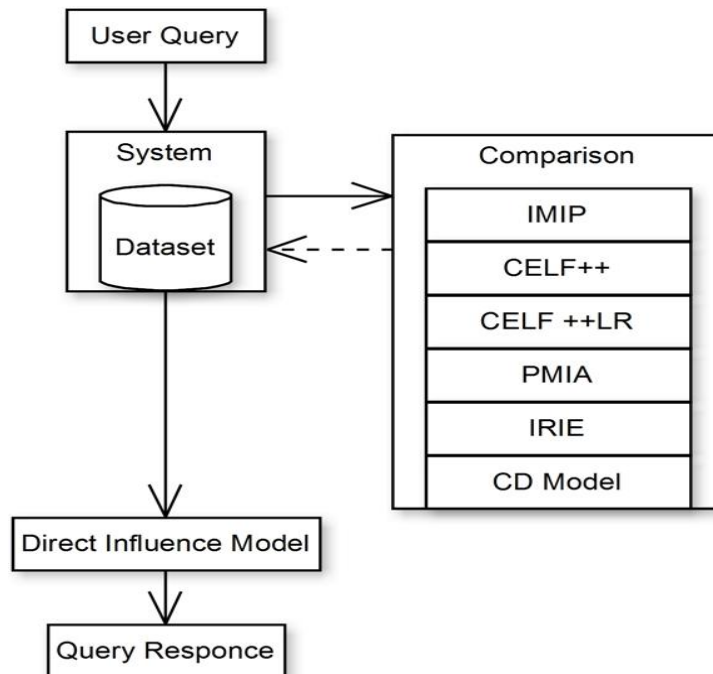 User Query
System
Dataset
Comparison
IMIP
CELF++
CELF ++LR
PMIA
IRIE
CD Model
Direct Influence Model
Query Responce